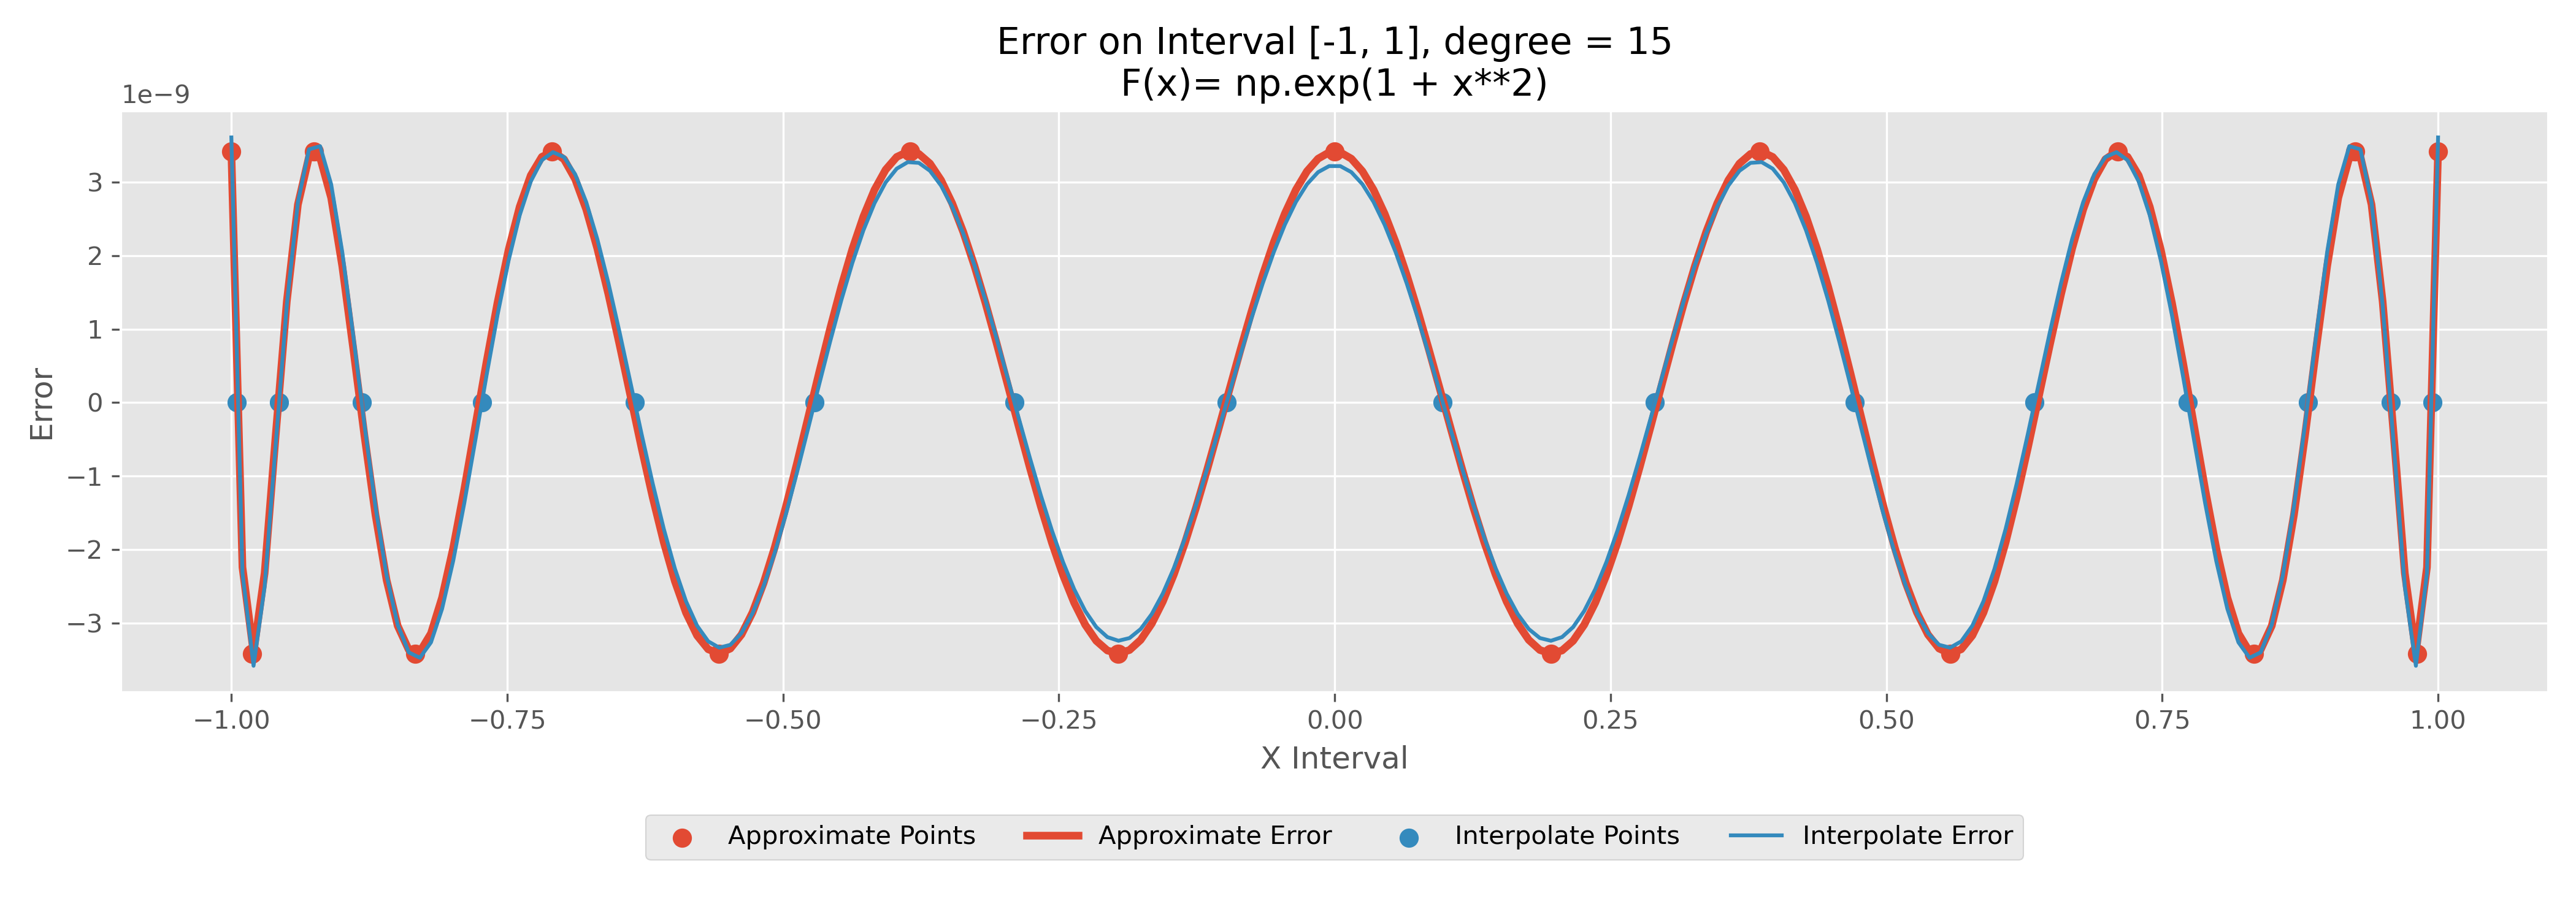 Error on Interval [-1, 1], degree = 15
F(x)= np.exp(1 + x**2)
1e−9
3
2
1
0
−1
−2
−3
Error
−1.00 −0.75 −0.50 −0.25 0.00 0.25 0.50 0.75 1.00
X Interval
Approximate Points Approximate Error Interpolate Points Interpolate Error